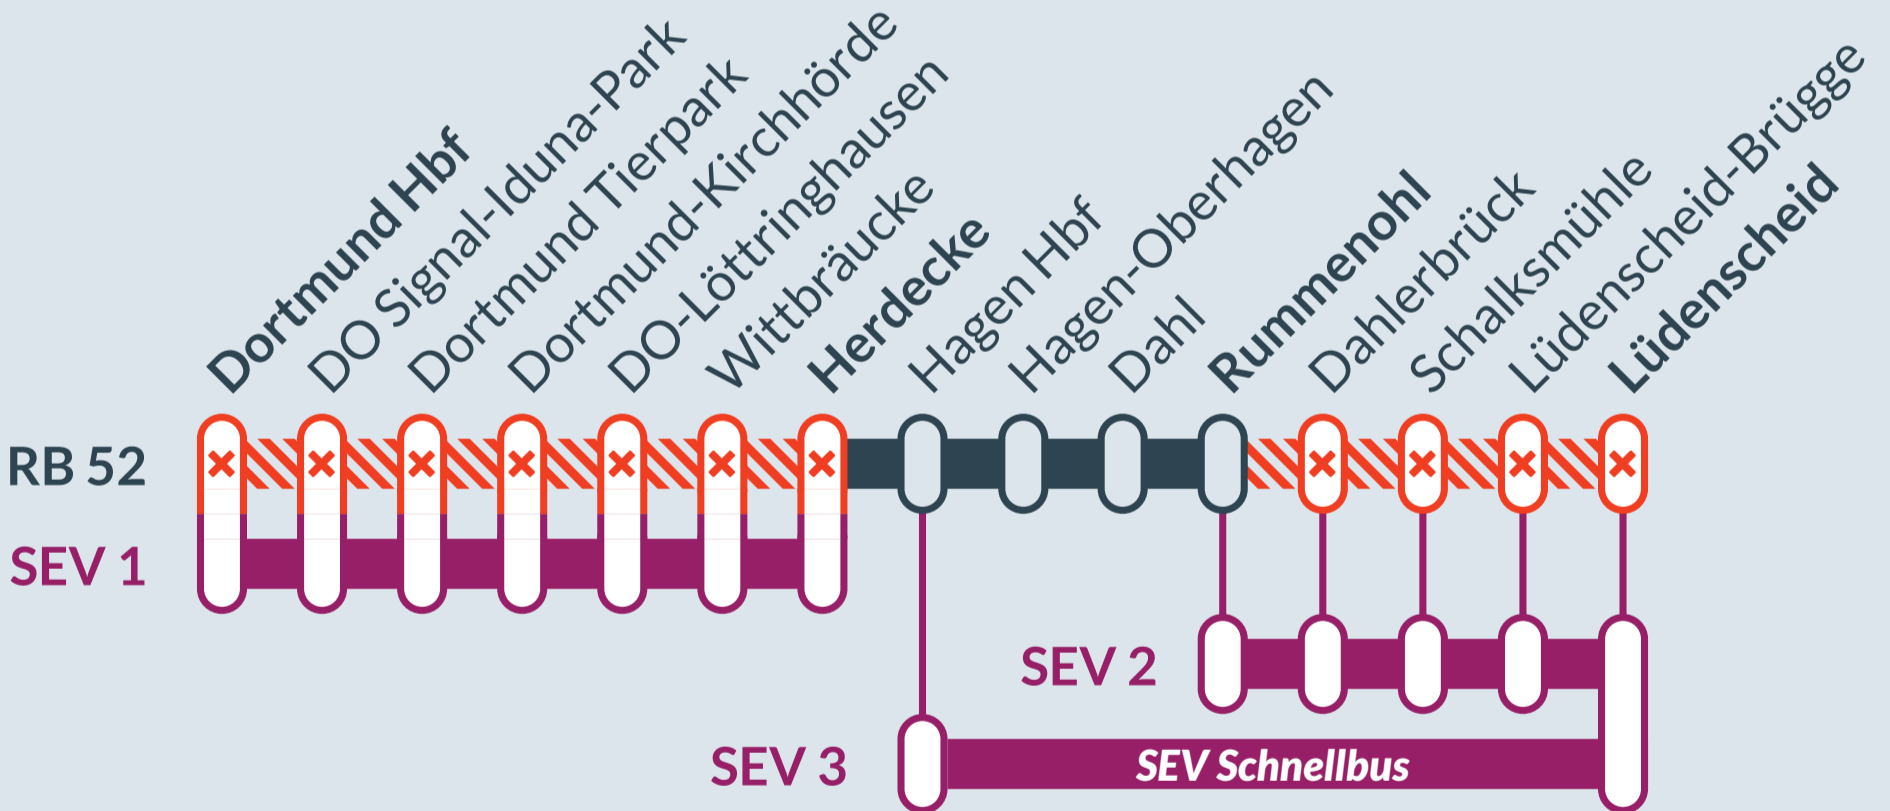 Dortmund Hbf
DO Signal-Iduna-Park
Dortmund Tierpark
Dortmund-Kirchhörde
DO-Löttringhausen
Wittbräucke
Herdecke
Hagen Hbf
Hagen-Oberhagen
Dahl
Rummenohl
Dahlerbrück
Schalksmühle
Lüdenscheid-Brügge
Lüdenscheid
RB 52
SEV 1
SEV 2
SEV 3
SEV Schnellbus